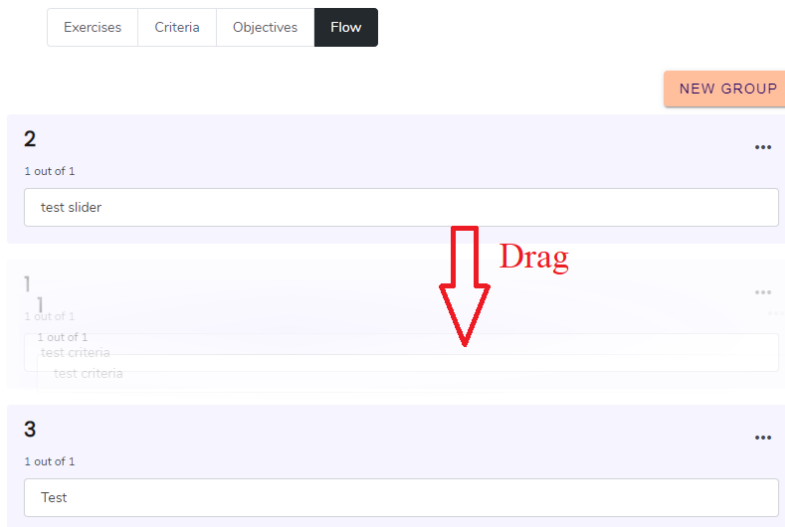 Exercises Criteria Objectives Flow
NEW GROUP
2
1 out of 1
test slider
Drag
1
1
1 out of 1
1 out of 1
test criteria
test criteria
3
1 out of 1
Test